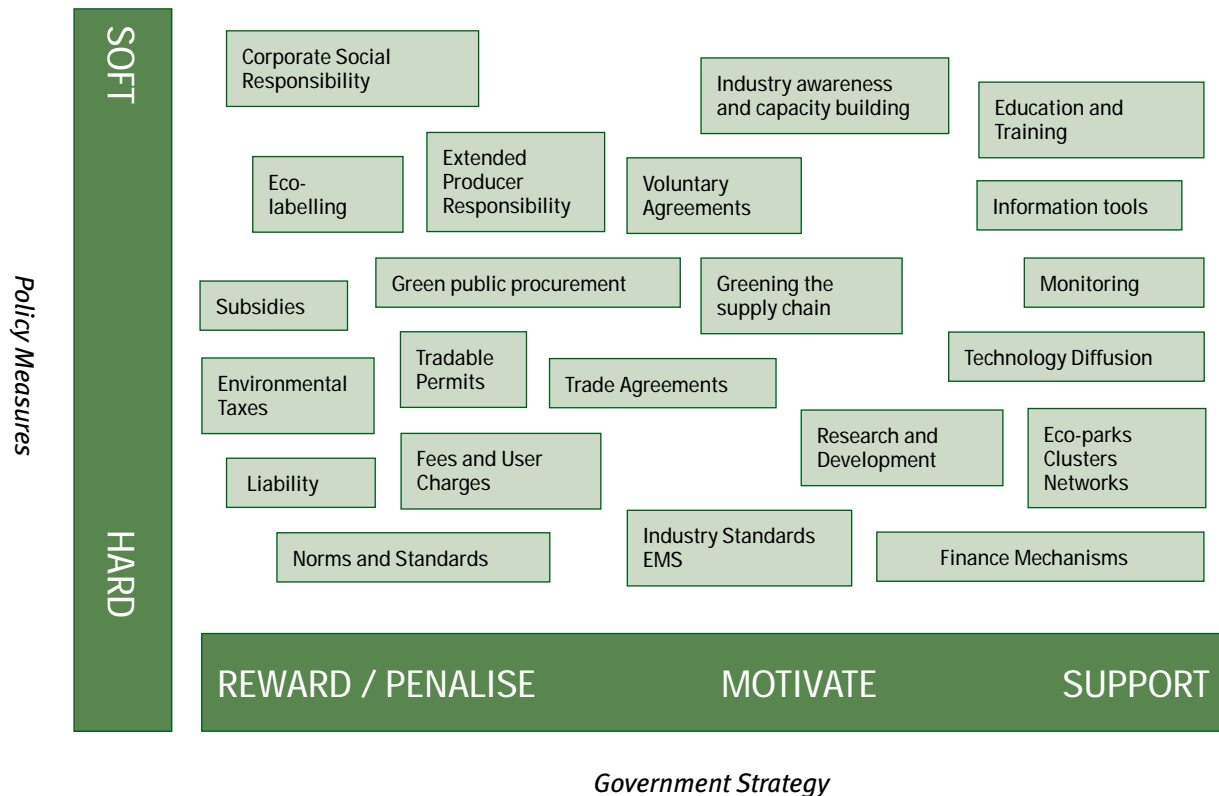 SOFT
HARD
Policy Measures
Corporate Social
Responsibility
Industry awareness
and capacity building
Education and
Training
Eco-
labelling
Extended
Producer
Responsibility
Voluntary
Agreements
Information tools
Subsidies
Green public procurement
Greening the
supply chain
Monitoring
Environmental
Taxes
Tradable
Permits
Trade Agreements
Technology Diffusion
Liability
Fees and User
Charges
Research and
Development
Eco-parks
Clusters
Networks
Norms and Standards
Industry Standards
EMS
Finance Mechanisms
REWARD / PENALISE
MOTIVATE
SUPPORT
Government Strategy